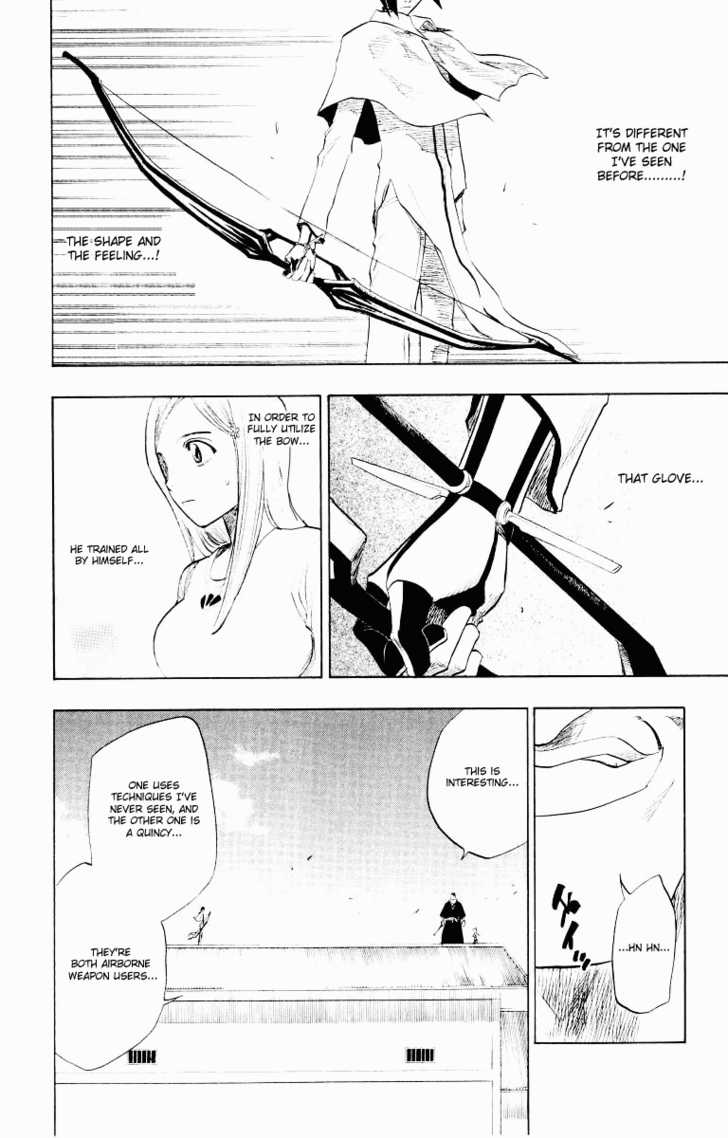 IT'S DIFFERENT
FROM THE ONE
I'VE SEEN
BEFORE.........!
THE SHAPE AND
THE FEELING...!
THAT GLOVE...
IN ORDER TO
FULLY UTILIZE
THE BOW...
HE TRAINED ALL
BY HIMSELF...
...HN HN...
THIS IS
INTERESTING...
ONE USES
TECHNIQUES I'VE
NEVER SEEN, AND
THE OTHER ONE IS
A QUINCY...
THEY'RE
BOTH AIRBORNE
WEAPON USERS...